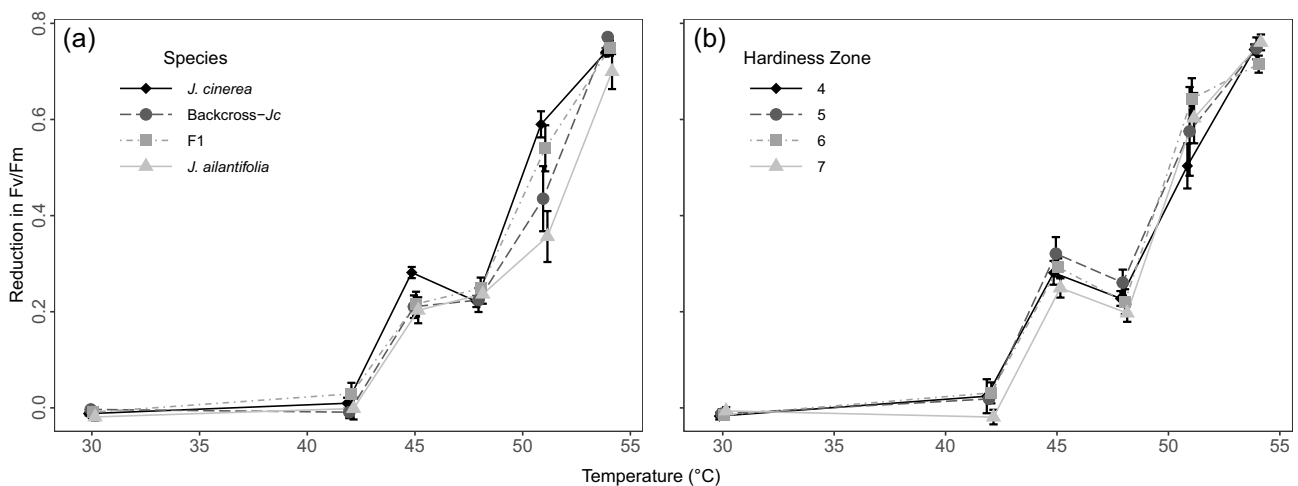 (a)
Species
J. cinerea
Backcross−Jc
F1
J. ailantifolia
(b)
Hardiness Zone
4
5
6
7
Reduction in Fv/Fm
0.8
0.6
0.4
0.2
0.0
30 35 40 45 50 55
30 35 40 45 50 55
Temperature (°C)